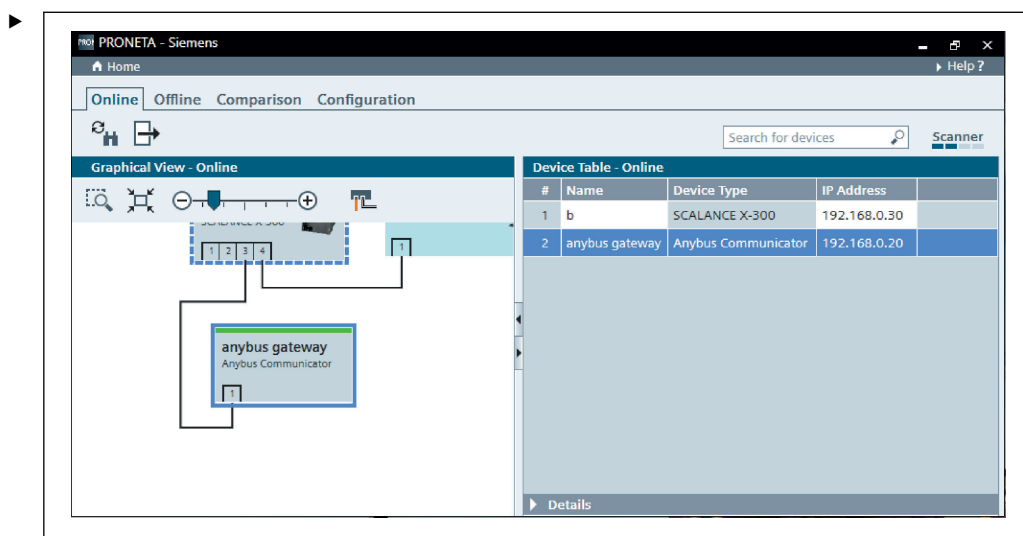 PRONETA - Siemens
Home
Help ?
Online Offline Comparison Configuration
Search for devices
Scanner
Graphical View - Online
Device Table - Online
# Name Device Type IP Address
1 b SCALANCE X-300 192.168.0.30
2 anybus gateway Anybus Communicator 192.168.0.20
SCALANCE X-300
1 2 3 4
1
anybus gateway
Anybus Communicator
1
Details